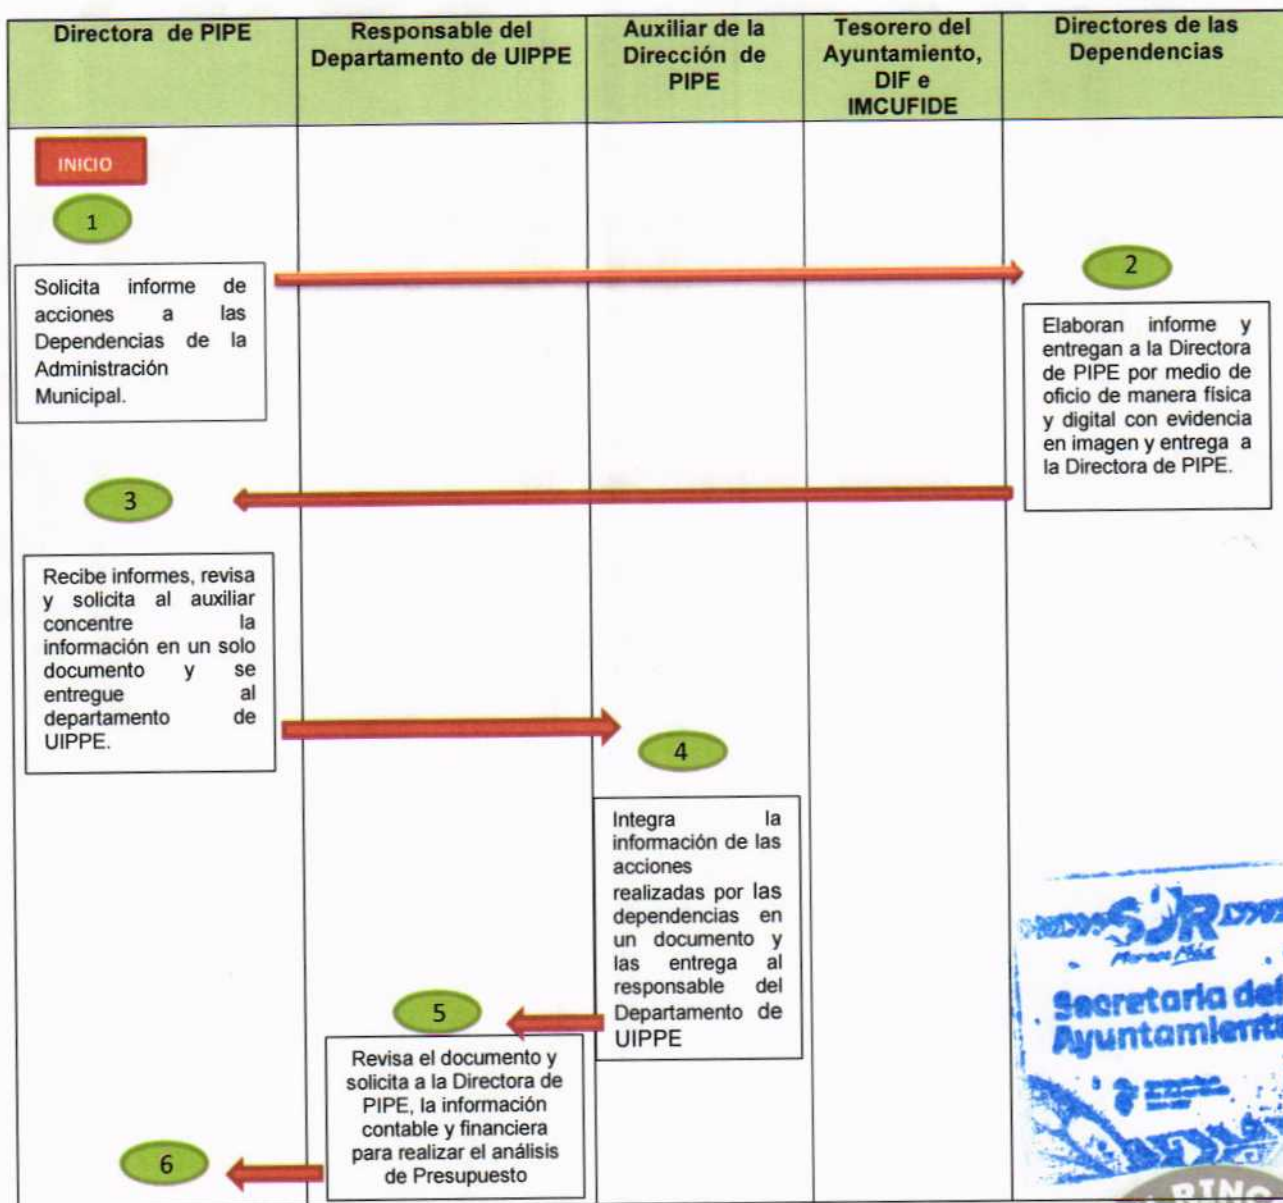 Directora de PIPE
Responsable del
Departamento de UIPPE
Auxiliar de la
Dirección de
PIPE
Tesorero del
Ayuntamiento,
DIF e
IMCUFIDE
Directores de las
Dependencias
INICIO
1
Solicita informe de
acciones a las
Dependencias de la
Administración
Municipal.
2
Elaboran informe y
entregan a la Directora
de PIPE por medio de
oficio de manera física
y digital con evidencia
en imagen y entrega a
la Directora de PIPE.
3
Recibe informes, revisa
y solicita al auxiliar
concentre la
información en un solo
documento y se
entregue al
departamento de
UIPPE.
4
Integra la
información de las
acciones
realizadas por las
dependencias en
un documento y
las entrega al
responsable del
Departamento de
UIPPE
5
Revisa el documento y
solicita a la Directora de
PIPE, la información
contable y financiera
para realizar el análisis
de Presupuesto
6
SUR
Secretaría del
Ayuntamiento